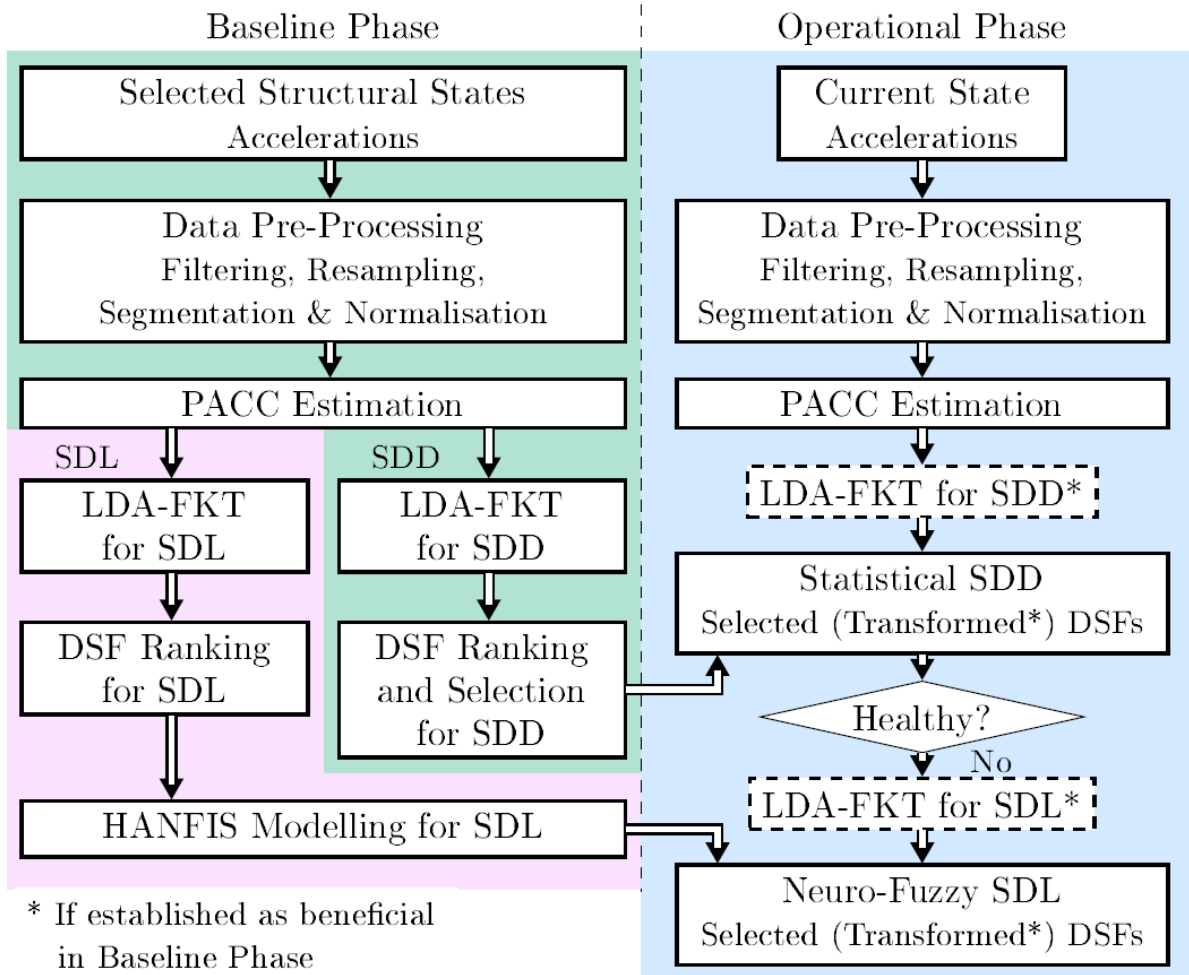 Baseline Phase
Selected Structural States
Accelerations
Data Pre-Processing
Filtering, Resampling,
Segmentation & Normalisation
PACC Estimation
SDL
SDD
LDA-FKT
for SDL
LDA-FKT
for SDD
DSF Ranking
for SDL
DSF Ranking
and Selection
for SDD
HANFIS Modelling for SDL
* If established as beneficial
in Baseline Phase
Operational Phase
Current State
Accelerations
Data Pre-Processing
Filtering, Resampling,
Segmentation & Normalisation
PACC Estimation
LDA-FKT for SDD*
Statistical SDD
Selected (Transformed*) DSFs
Healthy?
No
LDA-FKT for SDL*
Neuro-Fuzzy SDL
Selected (Transformed*) DSFs